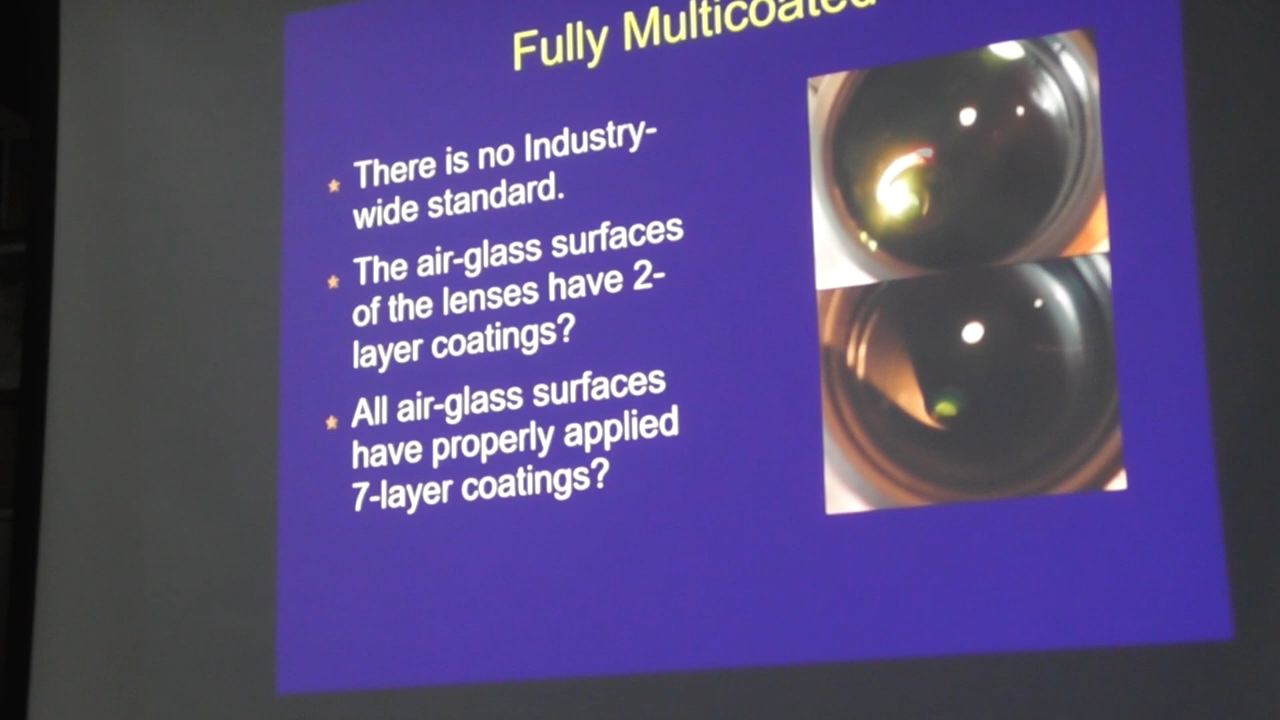 Fully Multicoated
There is no Industry-
wide standard.
The air-glass surfaces
of the lenses have 2-
layer coatings?
All air-glass surfaces
have properly applied
7-layer coatings?